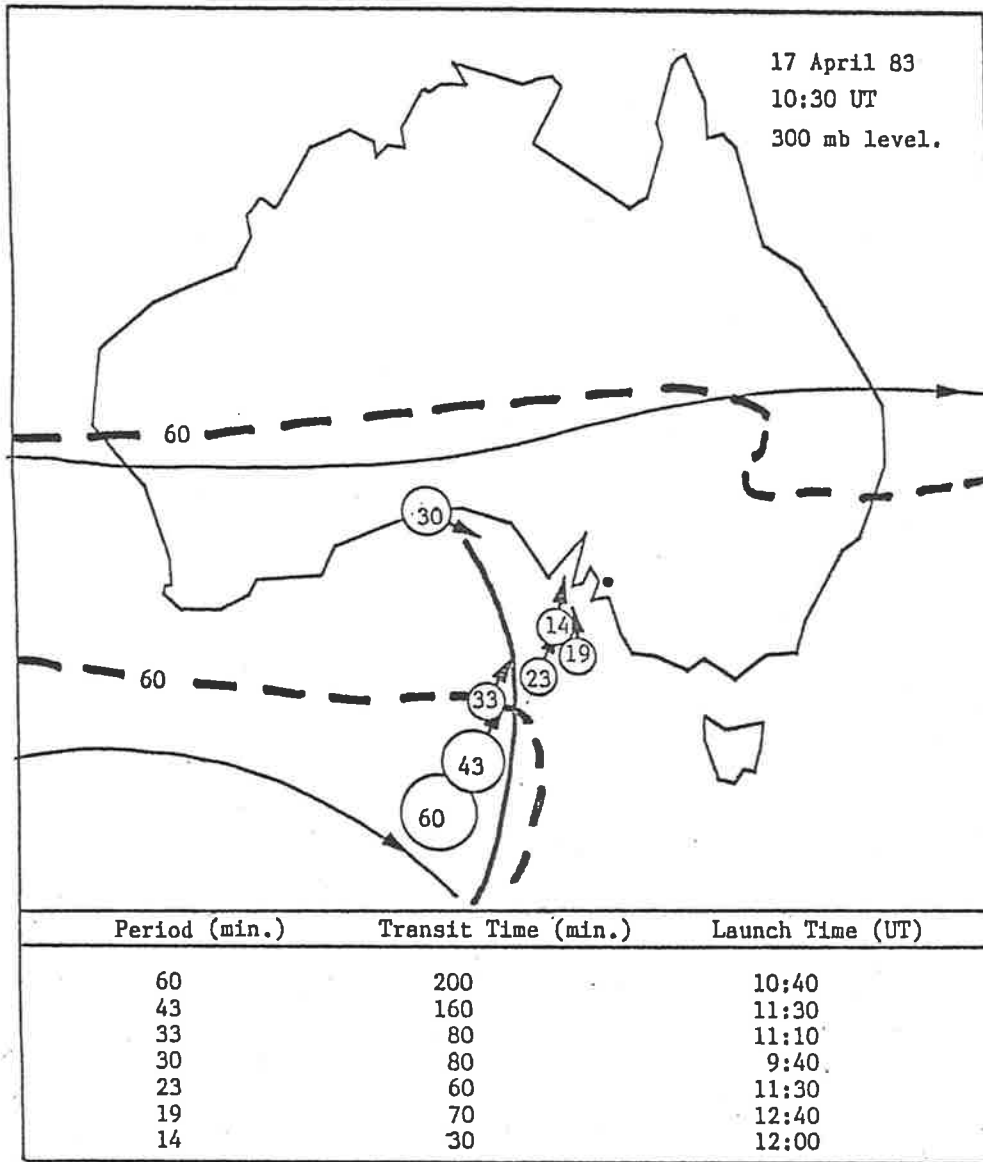 17 April 83
10:30 UT
300 mb level.
60
30
14
19
23
60
33
43
60
Period (min.) Transit Time (min.) Launch Time (UT)
60 200 10:40
43 160 11:30
33 80 11:10
30 80 9:40
23 60 11:30
19 70 12:40
14 30 12:00